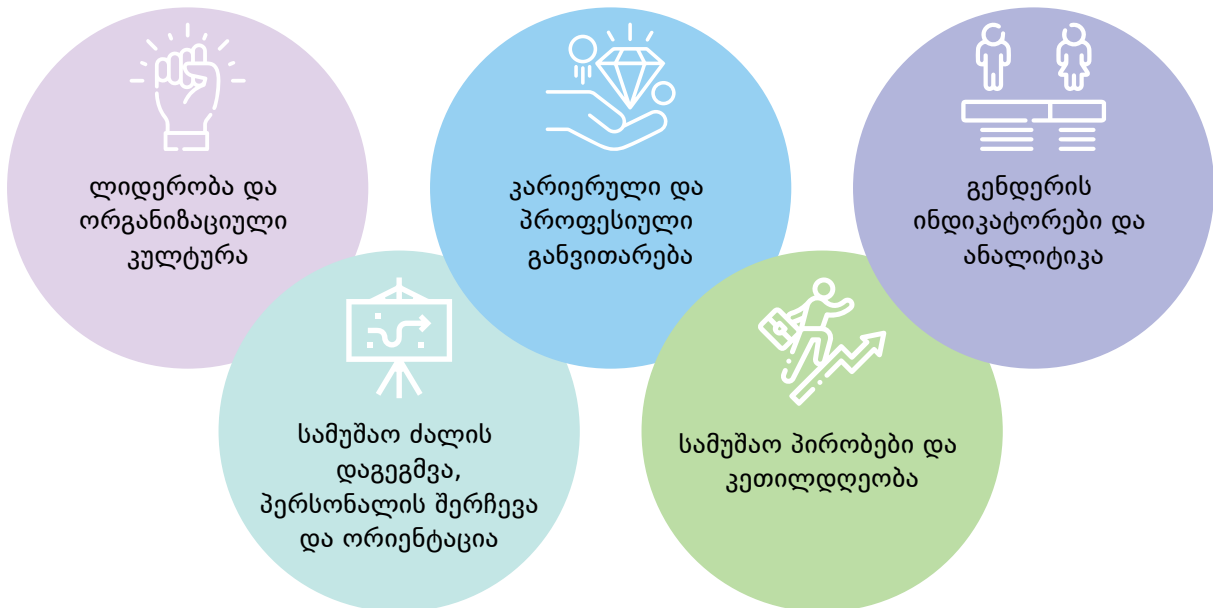 ლიდერობა და
ორგანიზაციული
კულტურა
კარიერული და
პროფესიული
განვითარება
გენდერის
ინდიკატორები და
ანალიტიკა
სამუშაო ძალის
დაგეგმვა,
პერსონალის შერჩევა
და ორიენტაცია
სამუშაო პირობები და
კეთილდღეობა